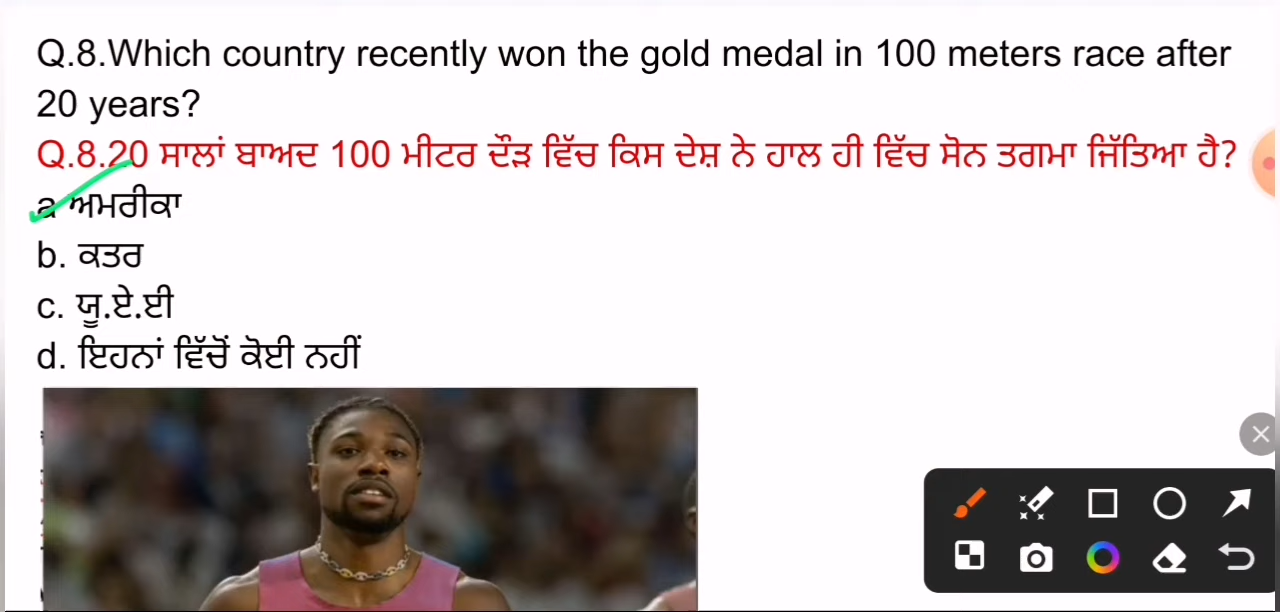 Q.8.Which country recently won the gold medal in 100 meters race after
20 years?
Q.8.20 ਸਾਲਾਂ ਬਾਅਦ 100 ਮੀਟਰ ਦੌੜ ਵਿੱਚ ਕਿਸ ਦੇਸ਼ ਨੇ ਹਾਲ ਹੀ ਵਿੱਚ ਸੋਨ ਤਗਮਾ ਜਿੱਤਿਆ ਹੈ?
a ਅਮਰੀਕਾ
b. ਕਤਰ
c. ਯੂ.ਏ.ਈ
d. ਇਹਨਾਂ ਵਿੱਚੋਂ ਕੋਈ ਨਹੀਂ